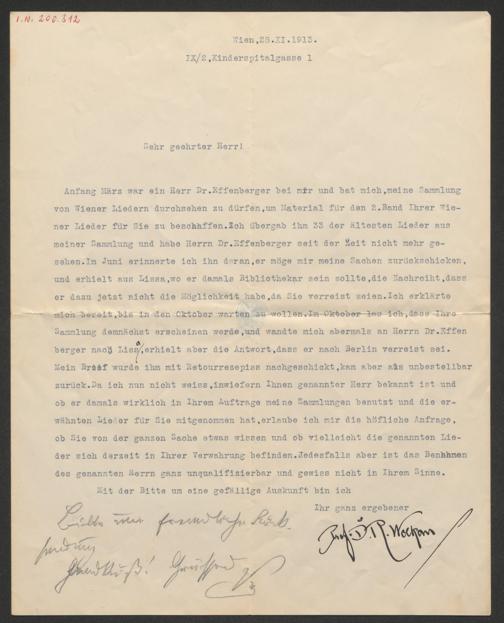 I.N. 200.312
Wien,28.XI.1913.
IX/2,Kinderspitalgasse 1
Sehr geehrter Herr!
Anfang März war ein Herr Dr.Effenberger bei mir und bat mich,meine Sammlung
von Wiener Liedern durchsehen zu dürfen,um Material für den 2.Band Ihrer Wie-
ner Lieder für Sie zu beschaffen.Ich übergab ihm 33 der ältesten Lieder aus
meiner Sammlung und habe Herrn Dr.Effenberger seit der Zeit nicht mehr ge-
sehen.Im Juni erinnerte ich ihn daran,er möge mir meine Sachen zurückschicken,
und erhielt aus Lissa,wo er damals Bibliothekar sein sollte,die Nachricht,dass
er dazu jetzt nicht die Möglichkeit habe,da Sie verreist seien.Ich erklärte
mich bereit,bis in den Oktober warten zu wollen.Im Oktober las ich,dass Ihre
Sammlung demnächst erscheinen werde,und wandte mich abermals an Herrn Dr.Effen
berger nach Lissa,erhielt aber die Antwort,dass er nach Berlin verreist sei.
Mein Brief wurde ihm mit Retourrezepiss nachgeschickt,kam aber als unbestellbar
zurück.Da ich nun nicht weiss,inwiefern Ihnen genannter Herr bekannt ist und
ob er damals wirklich in Ihrem Auftrage meine Sammlungen benutzt und die er-
wähnten Lieder für Sie mitgenommen hat,erlaube ich mir die höfliche Anfrage,
ob Sie von der ganzen Sache etwas wissen und ob vielleicht die genannten Lie-
der sich derzeit in Ihrer Verwahrung befinden.Jedesfalls aber ist das Benehmen
des genannten Herrn ganz unqualifizierbar und gewiss nicht in Ihrem Sinne.
Mit der Bitte um eine gefällige Auskunft bin ich
Ihr ganz ergebener
Prof. D. R.
Bitte um freundliche Rück-
sendung
Handkuß!